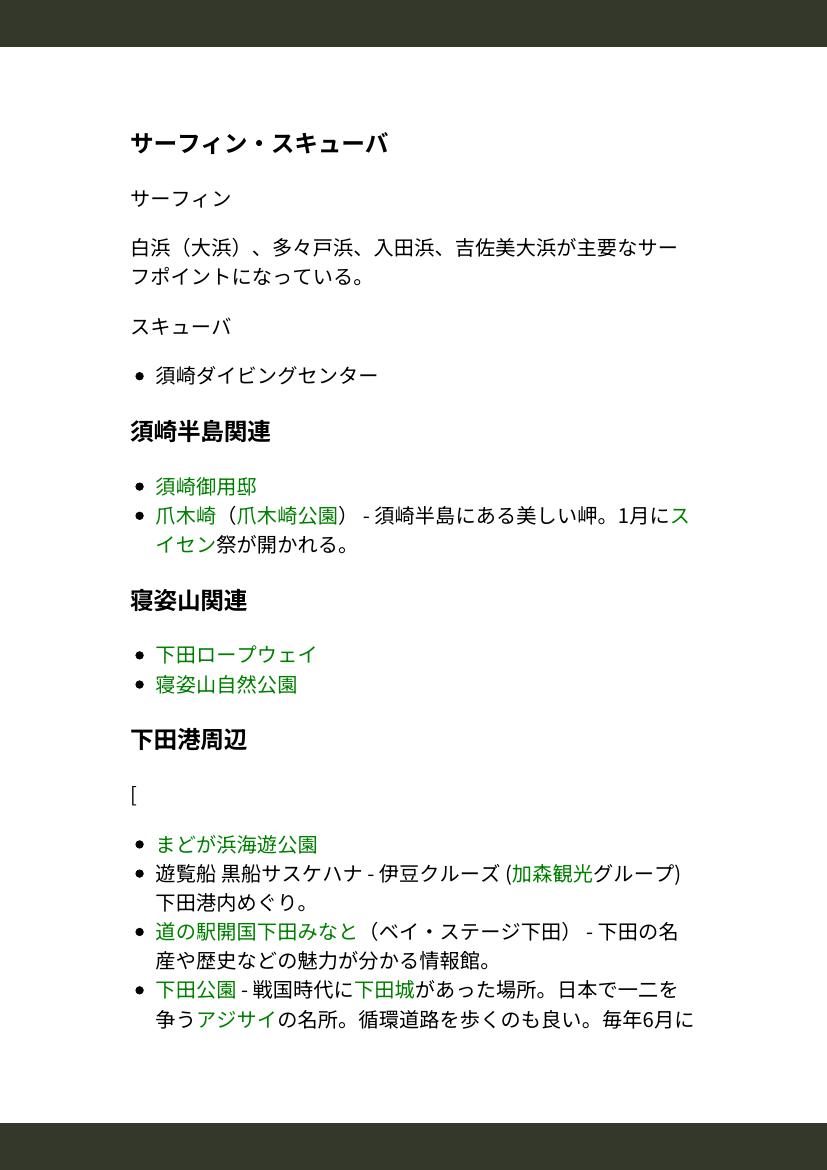 サーフィン・スキューバ
サーフィン
白浜（大浜）、多々戸浜、入田浜、吉佐美大浜が主要なサー
フポイントになっている。
スキューバ
• 須崎ダイビングセンター
須崎半島関連
• 須崎御用邸
• 爪木崎（爪木崎公園） - 須崎半島にある美しい岬。1月にス
イセン祭が開かれる。
寝姿山関連
• 下田ロープウェイ
• 寝姿山自然公園
下田港周辺
[
• まどが浜海遊公園
• 遊覧船 黒船サスケハナ - 伊豆クルーズ (加森観光グループ)
下田港内めぐり。
• 道の駅開国下田みなと（ベイ・ステージ下田） - 下田の名
産や歴史などの魅力が分かる情報館。
• 下田公園 - 戦国時代に下田城があった場所。日本で一二を
争うアジサイの名所。循環道路を歩くのも良い。毎年6月に